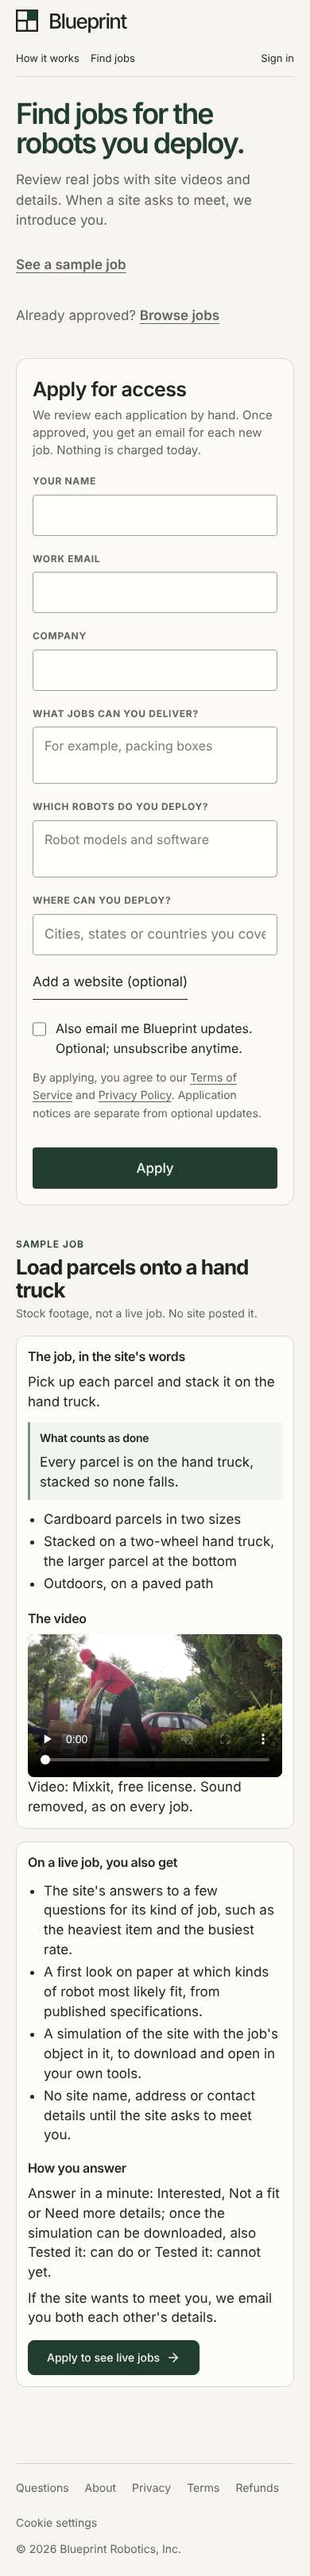 Blueprint
How it works Find jobs Sign in
Find jobs for the
robots you deploy.
Review real jobs with site videos and
details. When a site asks to meet, we
introduce you.
See a sample job
Already approved? Browse jobs
Apply for access
We review each application by hand. Once
approved, you get an email for each new
job. Nothing is charged today.
YOUR NAME
WORK EMAIL
COMPANY
WHAT JOBS CAN YOU DELIVER?
For example, packing boxes
WHICH ROBOTS DO YOU DEPLOY?
Robot models and software
WHERE CAN YOU DEPLOY?
Cities, states or countries you cove
Add a website (optional)
Also email me Blueprint updates.
Optional; unsubscribe anytime.
By applying, you agree to our Terms of
Service and Privacy Policy. Application
notices are separate from optional updates.
Apply
SAMPLE JOB
Load parcels onto a hand
truck
Stock footage, not a live job. No site posted it.
The job, in the site's words
Pick up each parcel and stack it on the
hand truck.
What counts as done
Every parcel is on the hand truck,
stacked so none falls.
• Cardboard parcels in two sizes
• Stacked on a two-wheel hand truck,
the larger parcel at the bottom
• Outdoors, on a paved path
The video
0:00
Video: Mixkit, free license. Sound
removed, as on every job.
On a live job, you also get
• The site's answers to a few
questions for its kind of job, such as
the heaviest item and the busiest
rate.
• A first look on paper at which kinds
of robot most likely fit, from
published specifications.
• A simulation of the site with the job's
object in it, to download and open in
your own tools.
• No site name, address or contact
details until the site asks to meet
you.
How you answer
Answer in a minute: Interested, Not a fit
or Need more details; once the
simulation can be downloaded, also
Tested it: can do or Tested it: cannot
yet.
If the site wants to meet you, we email
you both each other's details.
Apply to see live jobs →
Questions About Privacy Terms Refunds
Cookie settings
© 2026 Blueprint Robotics, Inc.